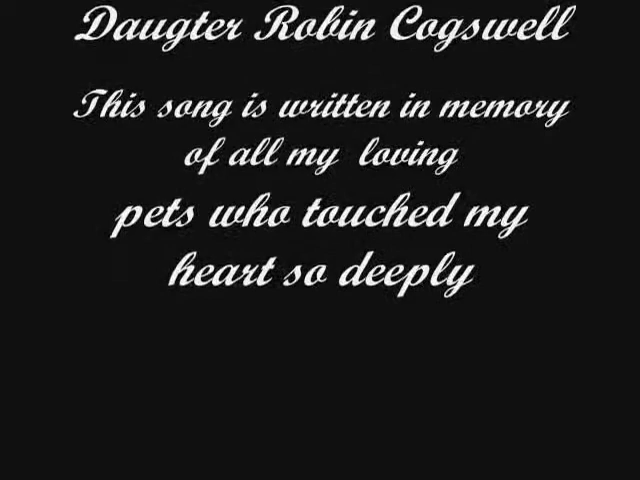 Daugter Robin Cogswell
This song is written in memory
of all my loving
pets who touched my
heart so deeply